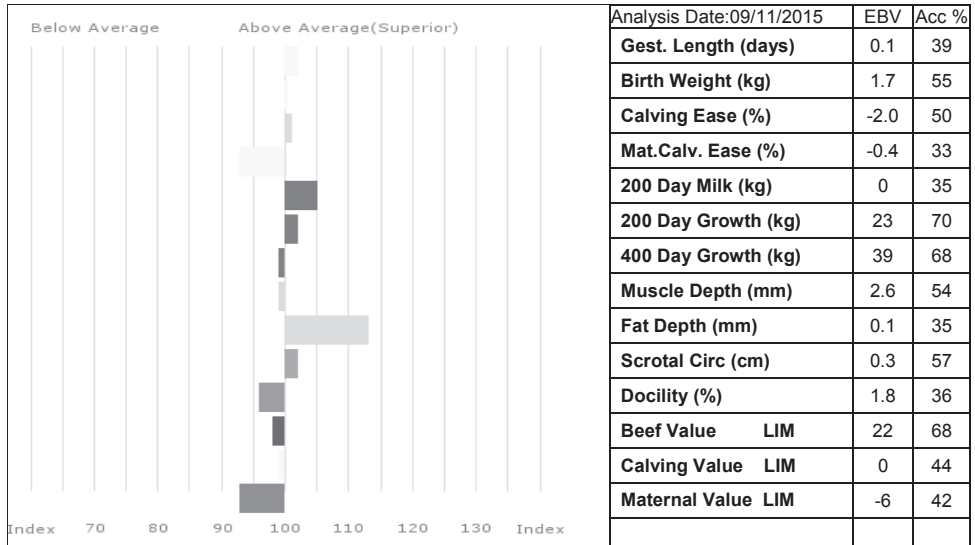 Below Average Above Average(Superior)
Index 70 80 90 100 110 120 130 Index
Analysis Date:09/11/2015 EBV Acc %
Gest. Length (days) 0.1 39
Birth Weight (kg) 1.7 55
Calving Ease (%) -2.0 50
Mat.Calv. Ease (%) -0.4 33
200 Day Milk (kg) 0 35
200 Day Growth (kg) 23 70
400 Day Growth (kg) 39 68
Muscle Depth (mm) 2.6 54
Fat Depth (mm) 0.1 35
Scrotal Circ (cm) 0.3 57
Docility (%) 1.8 36
Beef Value LIM 22 68
Calving Value LIM 0 44
Maternal Value LIM -6 42